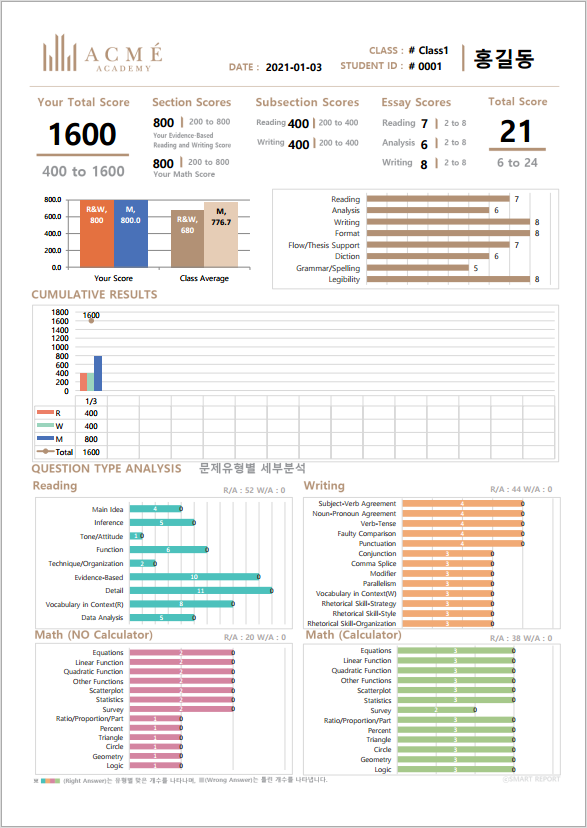 ACMÉ
ACADEMY
DATE : 2021-01-03
CLASS : # Class1
STUDENT ID : # 0001
홍길동
Your Total Score
1600
400 to 1600
Section Scores
800 200 to 800
Your Evidence-Based
Reading and Writing Score
800 200 to 800
Your Math Score
Subsection Scores
Reading 400 200 to 400
Writing 400 200 to 400
Essay Scores
Reading 7 2 to 8
Analysis 6 2 to 8
Writing 8 2 to 8
Total Score
21
6 to 24
800.0
600.0
400.0
200.0
0.0
R&W, 800
M, 800.0
R&W, 680
M, 776.7
Your Score
Class Average
Reading 7
Analysis 6
Writing 8
Format 8
Flow/Thesis Support 7
Diction 6
Grammar/Spelling 5
Legibility 8
CUMULATIVE RESULTS
1800
1600
1400
1200
1000
800
600
400
200
0
1600
1/3
R 400
W 400
M 800
Total 1600
QUESTION TYPE ANALYSIS 문제유형별 세부분석
Reading
R/A : 52 W/A : 0
Main Idea 4 0
Inference 5 0
Tone/Attitude 1 0
Function 6 0
Technique/Organization 2 0
Evidence-Based 10 0
Detail 11 0
Vocabulary in Context(R) 8 0
Data Analysis 5 0
Writing
R/A : 44 W/A : 0
Subject•Verb Agreement 4 0
Noun•Pronoun Agreement 4 0
Verb•Tense 4 0
Faulty Comparison 4 0
Punctuation 4 0
Conjunction 3 0
Comma Splice 3 0
Modifier 3 0
Parallelism 3 0
Vocabulary in Context(W) 3 0
Rhetorical Skill•Strategy 3 0
Rhetorical Skill•Style 3 0
Rhetorical Skill•Organization 3 0
Math (NO Calculator)
R/A : 20 W/A : 0
Equations 2 0
Linear Function 2 0
Quadratic Function 2 0
Other Functions 2 0
Scatterplot 2 0
Statistics 2 0
Survey 2 0
Ratio/Proportion/Part 1 0
Percent 1 0
Triangle 1 0
Circle 1 0
Geometry 1 0
Logic 1 0
Math (Calculator)
R/A : 38 W/A : 0
Equations 3 0
Linear Function 3 0
Quadratic Function 3 0
Other Functions 3 0
Scatterplot 3 0
Statistics 3 0
Survey 2 0
Ratio/Proportion/Part 3 0
Percent 3 0
Triangle 3 0
Circle 3 0
Geometry 3 0
Logic 3 0
(Right Answer)는 유형별 맞은 개수를 나타나며, (Wrong Answer)는 틀린 개수를 나타냅니다.
@SMART REPORT